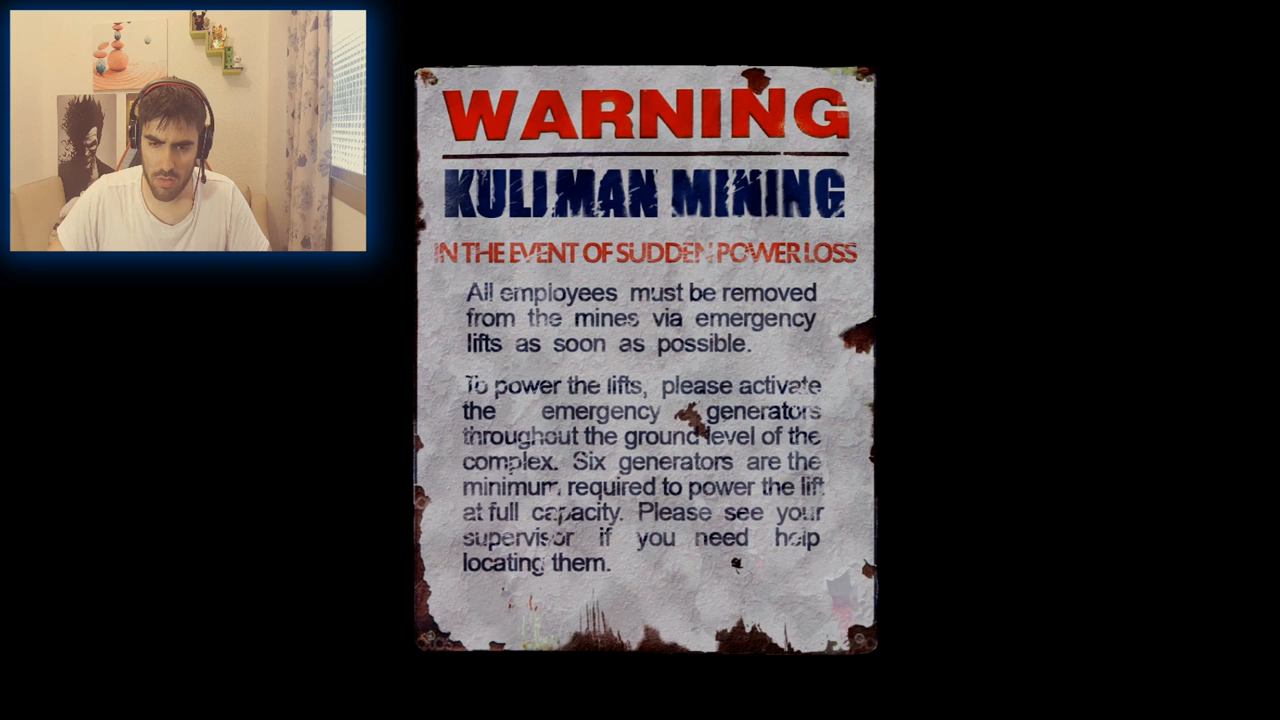 WARNING
KULLMAN MINING
IN THE EVENT OF SUDDEN POWER LOSS
All employees must be removed
from the mines via emergency
lifts as soon as possible.
To power the lifts, please activate
the emergency generators
throughout the ground level of the
complex. Six generators are the
minimum required to power the lift
at full capacity. Please see your
supervisor if you need help
locating them.